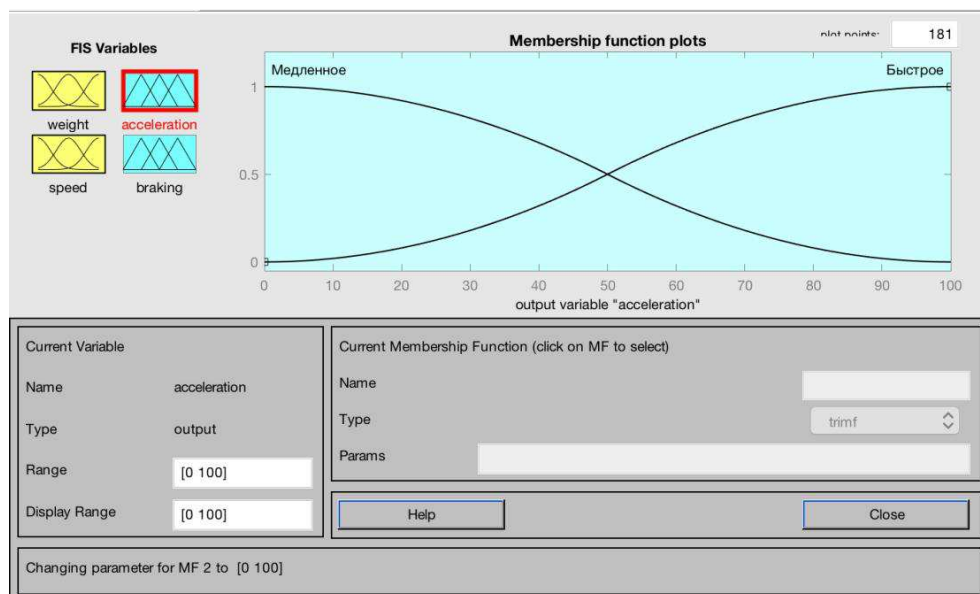 FIS Variables
weight
acceleration
speed
braking
Membership function plots
plot points:
181
Медленное
Быстрое
1
0.5
0
0 10 20 30 40 50 60 70 80 90 100
output variable "acceleration"
Current Variable
Name acceleration
Type output
Range [0 100]
Display Range [0 100]
Current Membership Function (click on MF to select)
Name
Type trimf
Params
Help
Close
Changing parameter for MF 2 to [0 100]